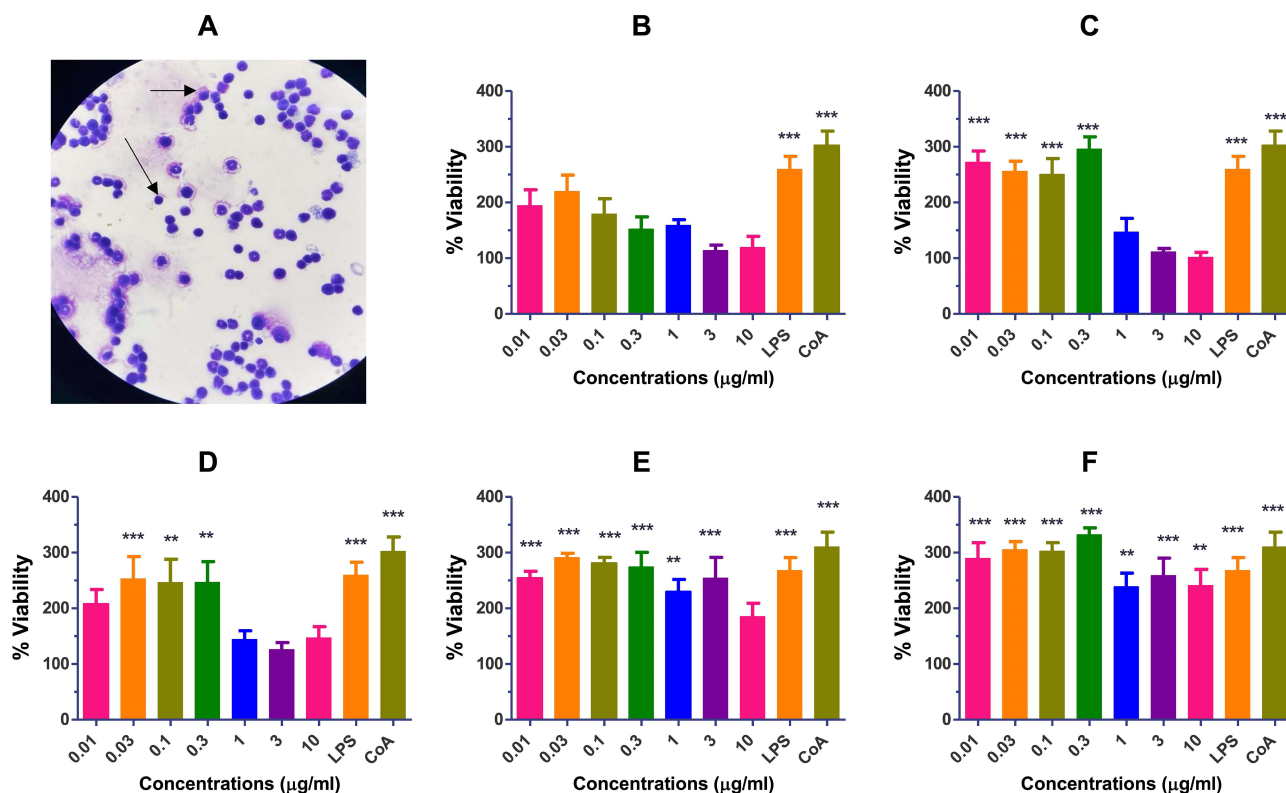 A
B
% Viability
400
300
200
100
0
*** ***
0.01 0.03 0.1 0.3 1 3 10 LPS CoA
Concentrations (μg/ml)
C
% Viability
400
300
200
100
0
*** *** *** *** *** ***
0.01 0.03 0.1 0.3 1 3 10 LPS CoA
Concentrations (μg/ml)
D
% Viability
400
300
200
100
0
*** ** ** *** ***
0.01 0.03 0.1 0.3 1 3 10 LPS CoA
Concentrations (μg/ml)
E
% Viability
400
300
200
100
0
*** *** *** *** ** *** *** ***
0.01 0.03 0.1 0.3 1 3 10 LPS CoA
Concentrations (μg/ml)
F
% Viability
400
300
200
100
0
*** *** *** *** ** *** ** *** ***
0.01 0.03 0.1 0.3 1 3 10 LPS CoA
Concentrations (μg/ml)